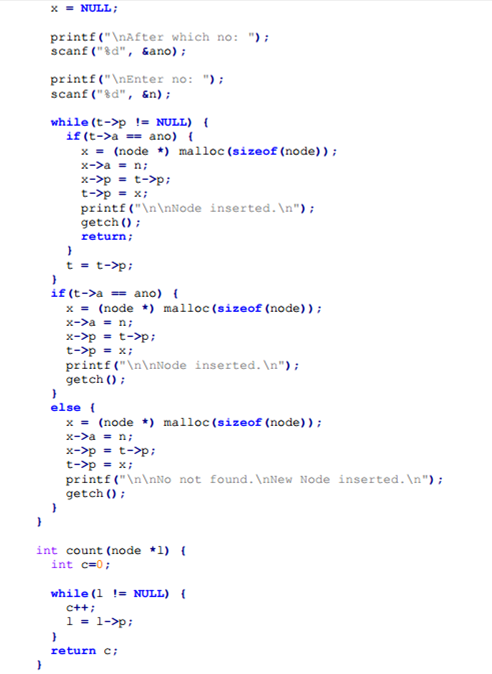 x = NULL;
printf("\nAfter which no: ");
scanf("%d", &ano);
printf("\nEnter no: ");
scanf("%d", &n);
while(t->p != NULL) {
if(t->a == ano) {
x = (node *) malloc(sizeof(node));
x->a = n;
x->p = t->p;
t->p = x;
printf("\n\nNode inserted.\n");
getch();
return;
}
t = t->p;
}
if(t->a == ano) {
x = (node *) malloc(sizeof(node));
x->a = n;
x->p = t->p;
t->p = x;
printf("\n\nNode inserted.\n");
getch();
}
else {
x = (node *) malloc(sizeof(node));
x->a = n;
x->p = t->p;
t->p = x;
printf("\n\nNo not found.\nNew Node inserted.\n");
getch();
}
}
int count(node *l) {
int c=0;
while(l != NULL) {
c++;
l = l->p;
}
return c;
}